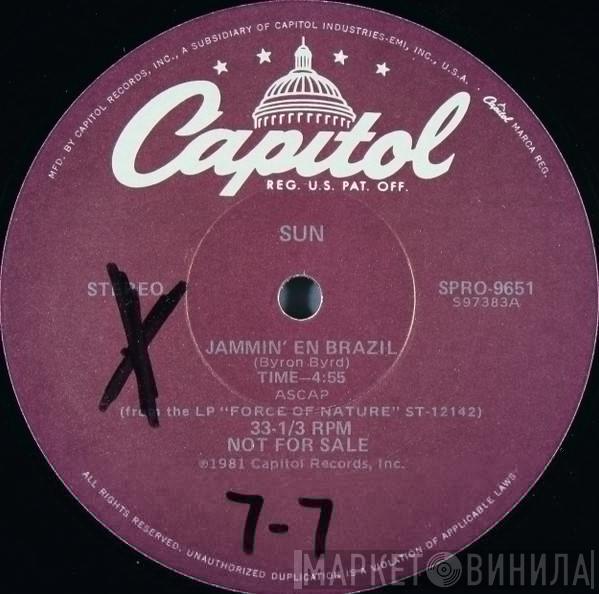 MFD. BY CAPITOL RECORDS, INC., A SUBSIDIARY OF CAPITOL INDUSTRIES-EMI, INC., U.S.A.
Capitol MARCA REG.
Capitol
REG. U.S. PAT. OFF.
SUN
STEREO
SPRO-9651
S97383A
X
JAMMIN' EN BRAZIL
(Byron Byrd)
TIME—4:55
ASCAP
(from the LP "FORCE OF NATURE" ST-12142)
33-1/3 RPM
NOT FOR SALE
℗1981 Capitol Records, Inc.
7-7
ALL RIGHTS RESERVED. UNAUTHORIZED DUPLICATION IS A VIOLATION OF APPLICABLE LAWS
МАРКЕТ ВИНИЛА